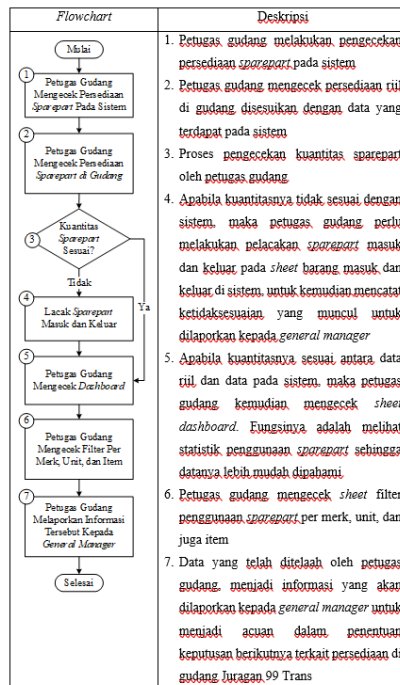 Flowchart
Mulai
1
Petugas Gudang
Mengecek Persediaan
Sparepart Pada Sistem
2
Petugas Gudang
Mengecek Persediaan
Sparepart di Gudang
3
Kuantitas
Sparepart
Sesuai?
Tidak
Ya
4
Lacak Sparepart
Masuk dan Keluar
5
Petugas Gudang
Mengecek Dashboard
6
Petugas Gudang
Mengecek Filter Per
Merk, Unit, dan Item
7
Petugas Gudang
Melaporkan Informasi
Tersebut Kepada
General Manager
Selesai
Deskripsi
1. Petugas gudang melakukan pengecekan
persediaan sparepart pada sistem
2. Petugas gudang mengecek persediaan riil
di gudang disesuikan dengan data yang
terdapat pada sistem
3. Proses pengecekan kuantitas sparepart
oleh petugas gudang
4. Apabila kuantitasnya tidak sesuai dengan
sistem, maka petugas gudang perlu
melakukan pelacakan sparepart masuk
dan keluar pada sheet barang masuk dan
keluar di sistem, untuk kemudian mencatat
ketidaksesuaian yang muncul untuk
dilaporkan kepada general manager
5. Apabila kuantitasnya sesuai antara data
riil dan data pada sistem, maka petugas
gudang kemudian mengecek sheet
dashboard. Fungsinya adalah melihat
statistik penggunaan sparepart sehingga
datanya lebih mudah dipahami
6. Petugas gudang mengecek sheet filter
penggunaan sparepart per merk, unit, dan
juga item
7. Data yang telah ditelaah oleh petugas
gudang, menjadi informasi yang akan
dilaporkan kepada general manager untuk
menjadi acuan dalam penentuan
keputusan berikutnya terkait persediaan di
gudang Juragan 99 Trans